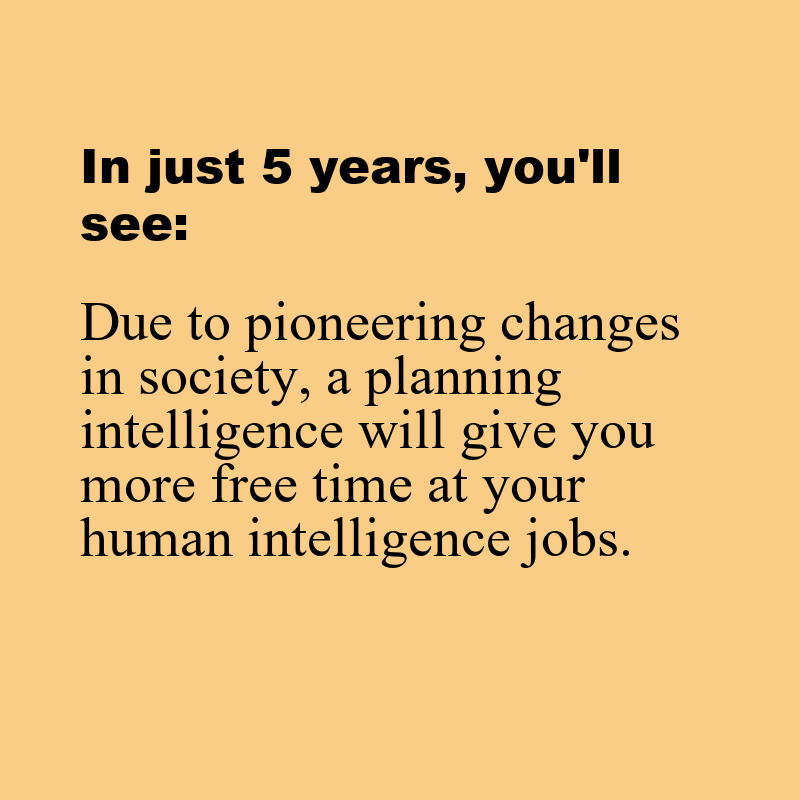 In just 5 years, you'll
see:
Due to pioneering changes
in society, a planning
intelligence will give you
more free time at your
human intelligence jobs.